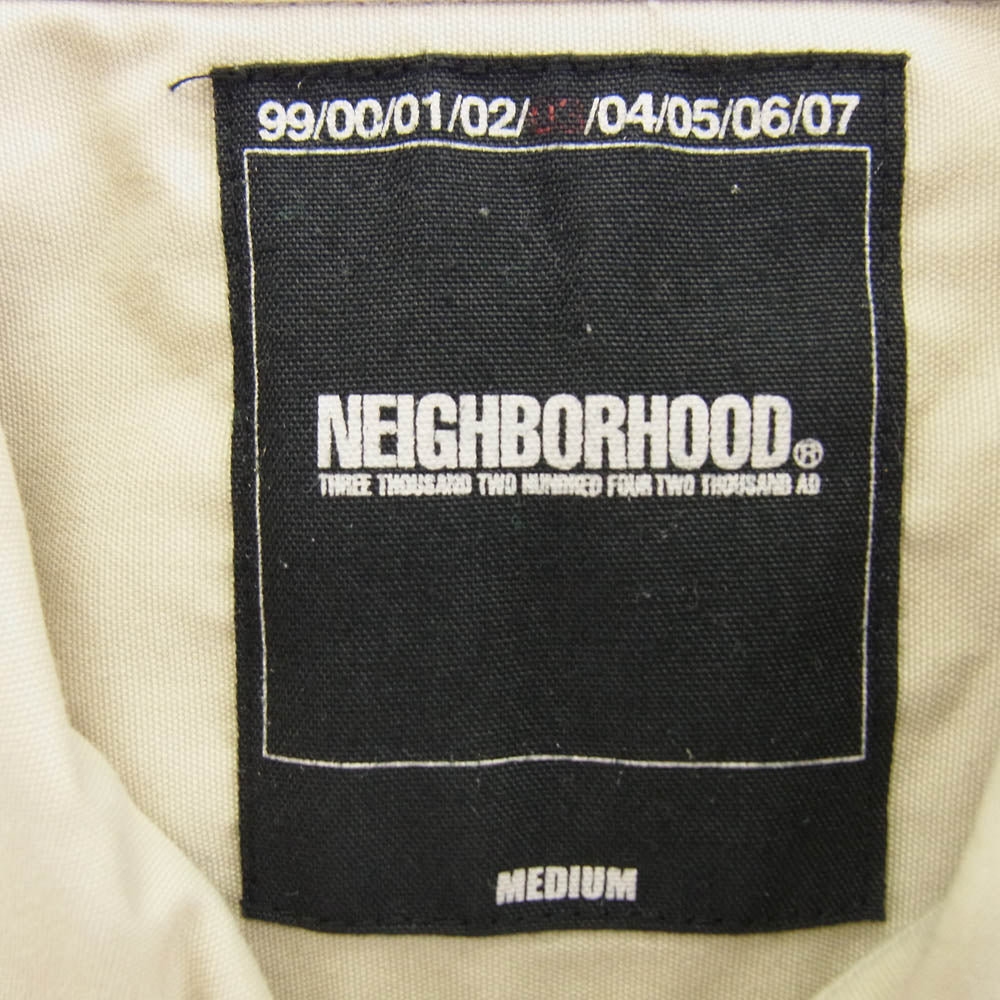 99/00/01/02/03/04/05/06/07
NEIGHBORHOOD®
THREE THOUSAND TWO HUNDRED FOUR TWO THOUSAND AD
MEDIUM